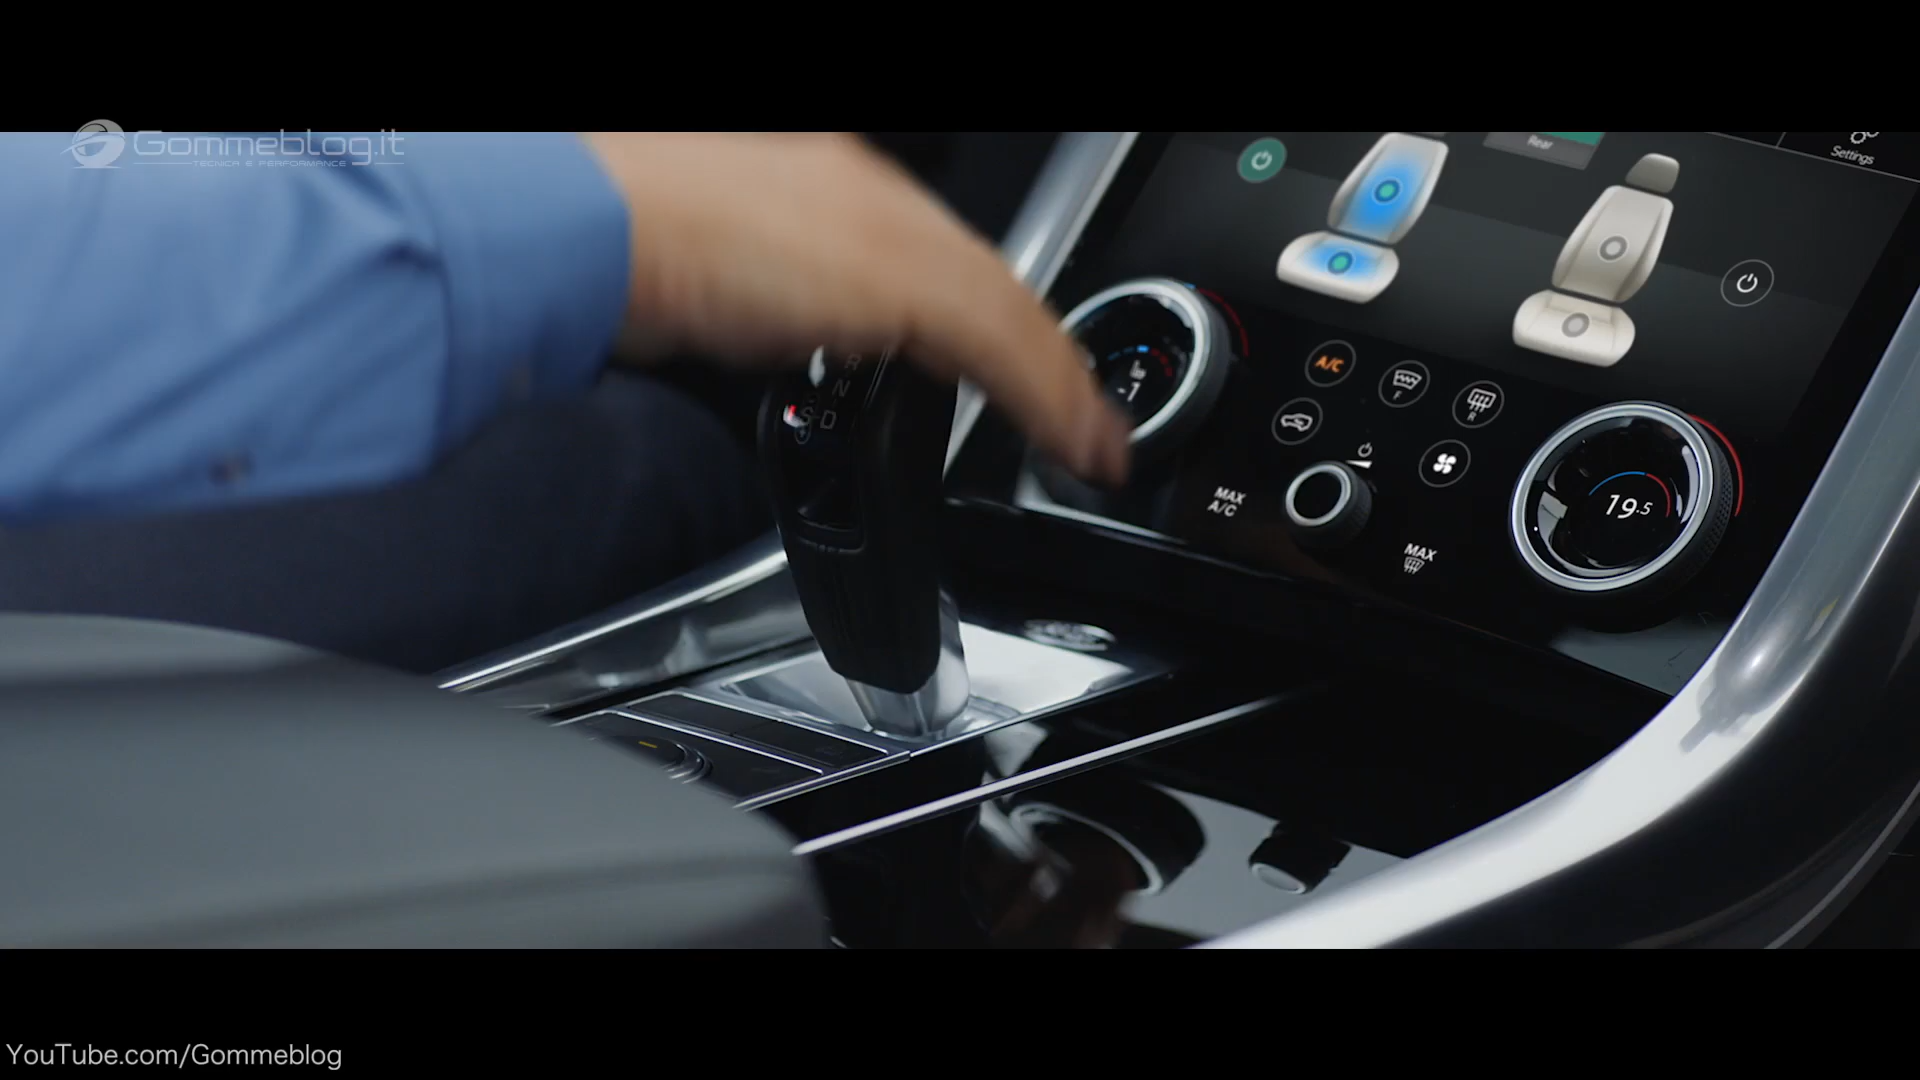 Gommeblog.it
TECNICA E PERFORMANCE
Rear
Settings
R
N
S D
-1
A/C
F
R
MAX
A/C
19.5
MAX
YouTube.com/Gommeblog